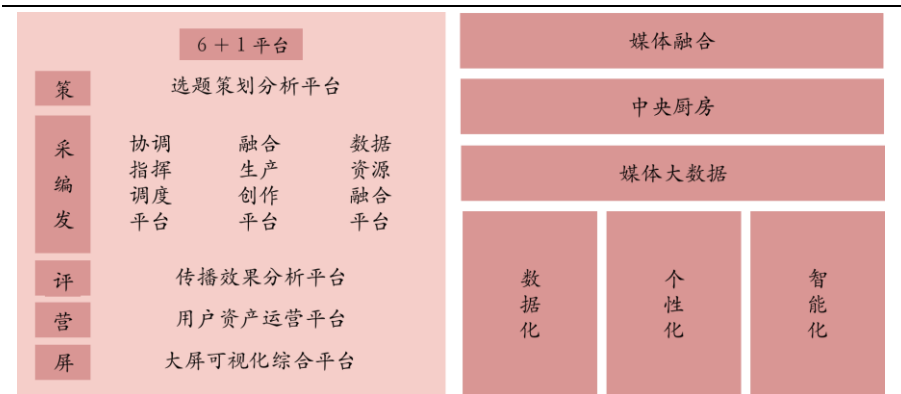 6+1平台
策
选题策划分析平台
采
编
发
协调
指挥
调度
平台
融合
生产
创作
平台
数据
资源
融合
平台
评
传播效果分析平台
营
用户资产运营平台
屏
大屏可视化综合平台
媒体融合
中央厨房
媒体大数据
数
据
化
个
性
化
智
能
化